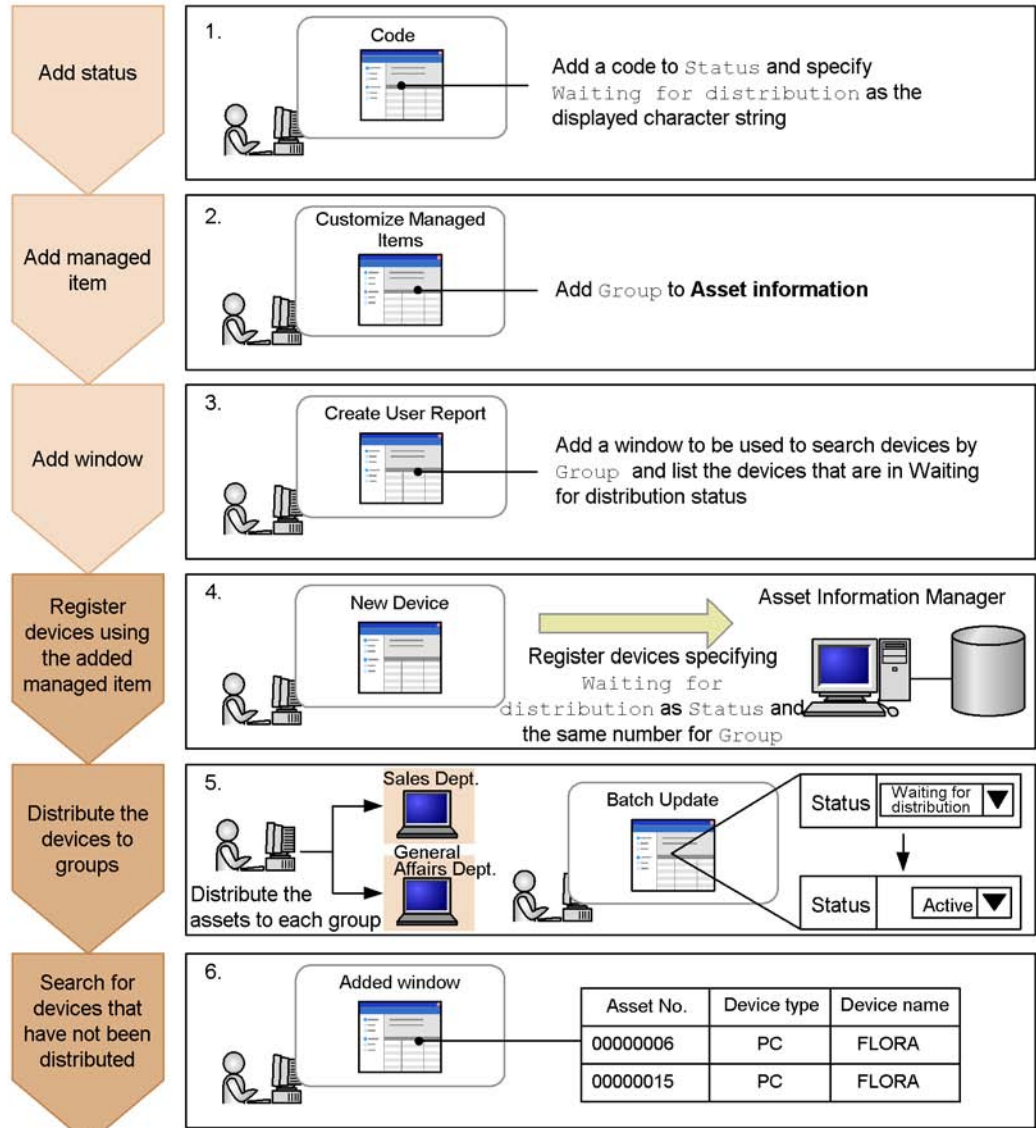 Add status
1.
Code
Add a code to Status and specify
Waiting for distribution as the
displayed character string
Add managed
item
2.
Customize Managed
Items
Add Group to Asset information
Add window
3.
Create User Report
Add a window to be used to search devices by
Group and list the devices that are in Waiting
for distribution status
Register
devices using
the added
managed item
4.
New Device
Register devices specifying
Waiting for
distribution as Status and
the same number for Group
Asset Information Manager
Distribute the
devices to
groups
5.
Distribute the
assets to each group
Sales Dept.
General
Affairs Dept.
Batch Update
Status Waiting for
distribution
Status Active
Search for
devices that
have not been
distributed
6.
Added window
Asset No. Device type Device name
00000006 PC FLORA
00000015 PC FLORA